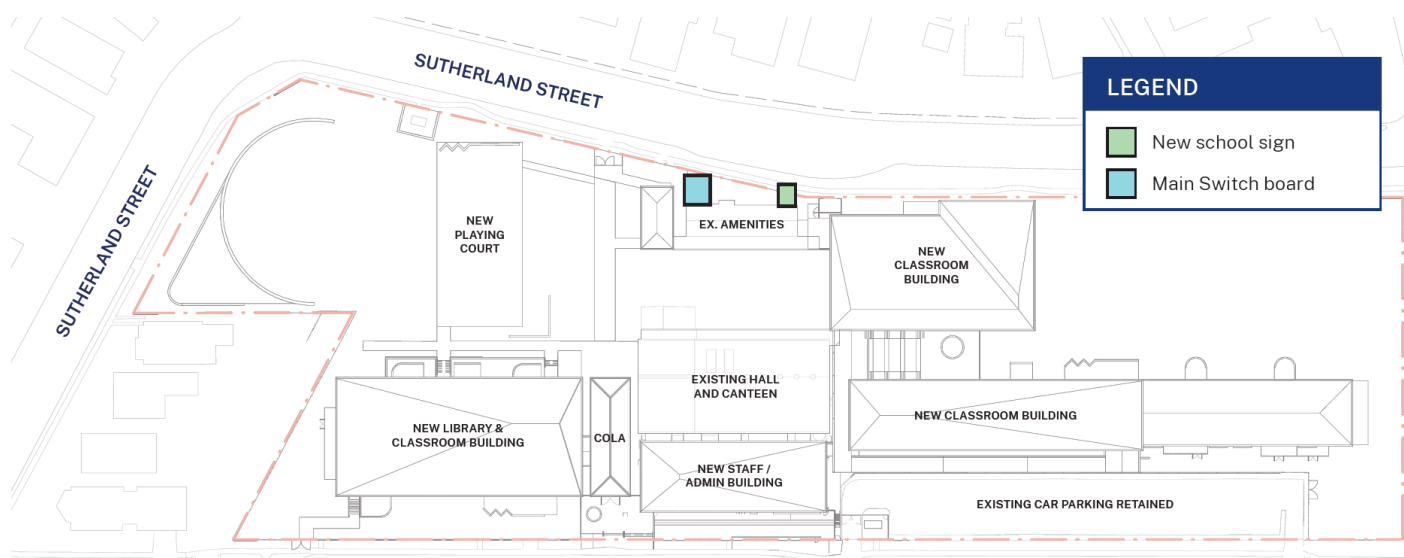 SUTHERLAND STREET
SUTHERLAND STREET
LEGEND
New school sign
Main Switch board
NEW
PLAYING
COURT
EX. AMENITIES
NEW
CLASSROOM
BUILDING
EXISTING HALL
AND CANTEEN
NEW LIBRARY &
CLASSROOM BUILDING
COLA
NEW CLASSROOM BUILDING
NEW STAFF /
ADMIN BUILDING
EXISTING CAR PARKING RETAINED